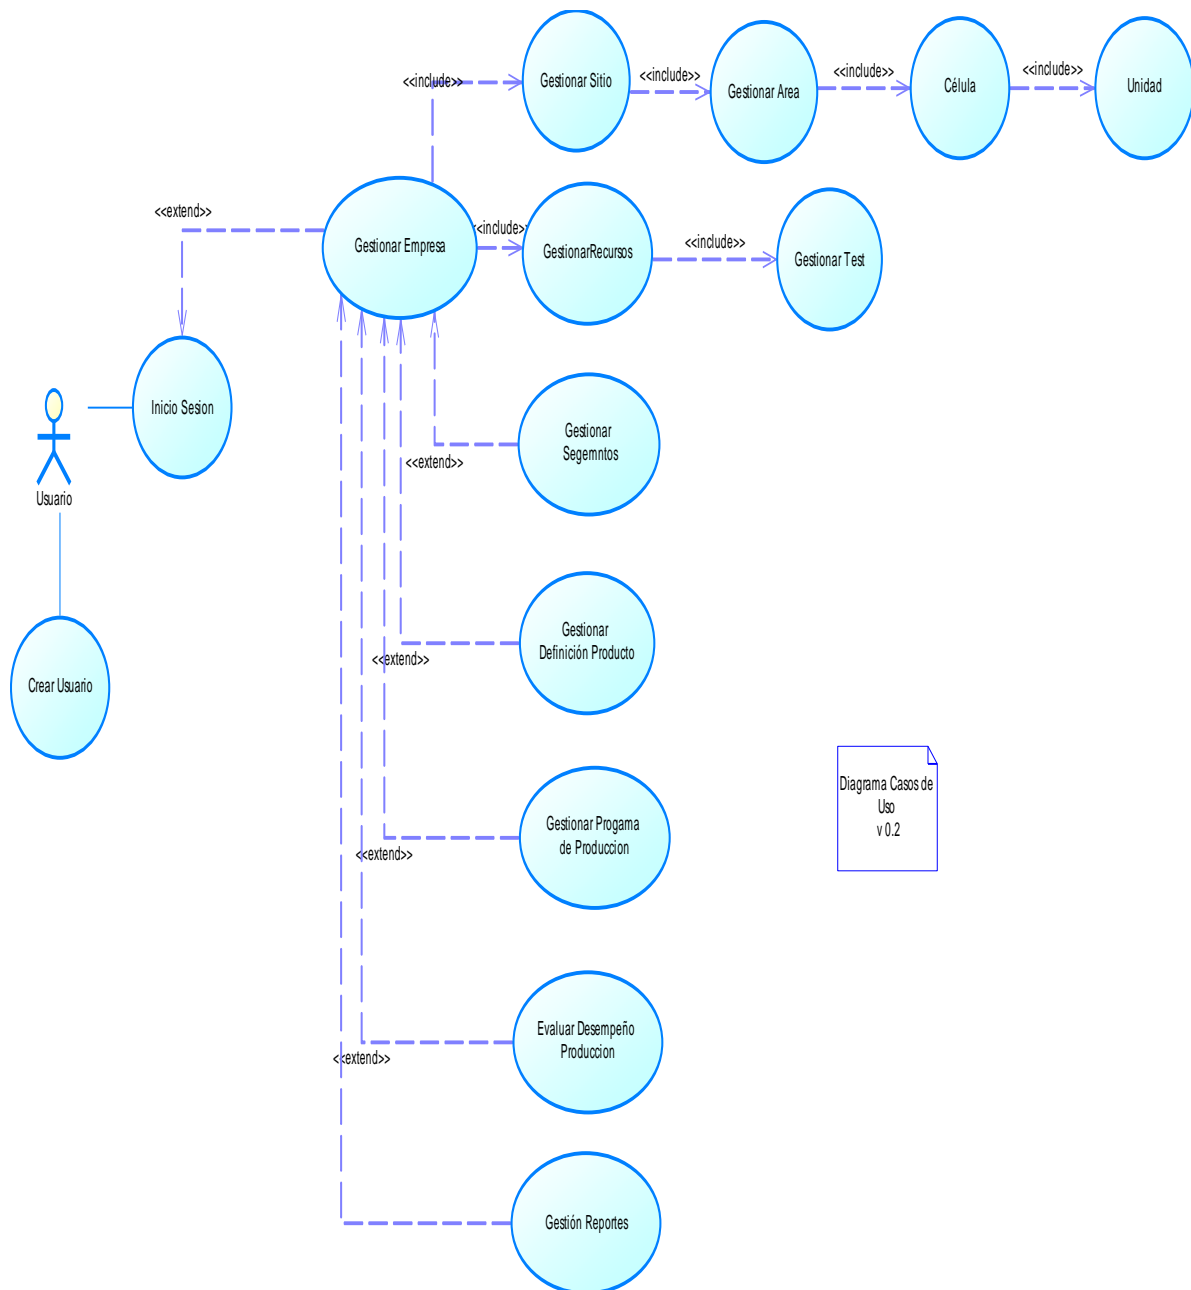 <<include>>
Gestionar Sitio
<<include>>
Gestionar Area
<<include>>
Célula
<<include>>
Unidad
<<extend>>
Gestionar Empresa
<<include>>
GestionarRecursos
<<include>>
Gestionar Test
Inicio Sesion
Usuario
Gestionar
Segemntos
<<extend>>
Gestionar
Definición Producto
<<extend>>
Crear Usuario
Diagrama Casos de
Uso
v 0.2
Gestionar Progama
de Produccion
<<extend>>
Evaluar Desempeño
Produccion
<<extend>>
Gestión Reportes